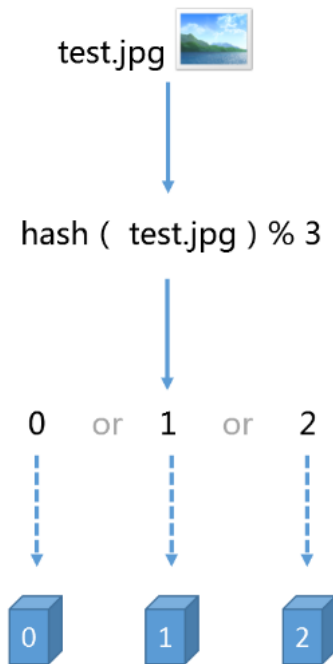 test.jpg
hash ( test.jpg ) % 3
0 or 1 or 2
0 1 2